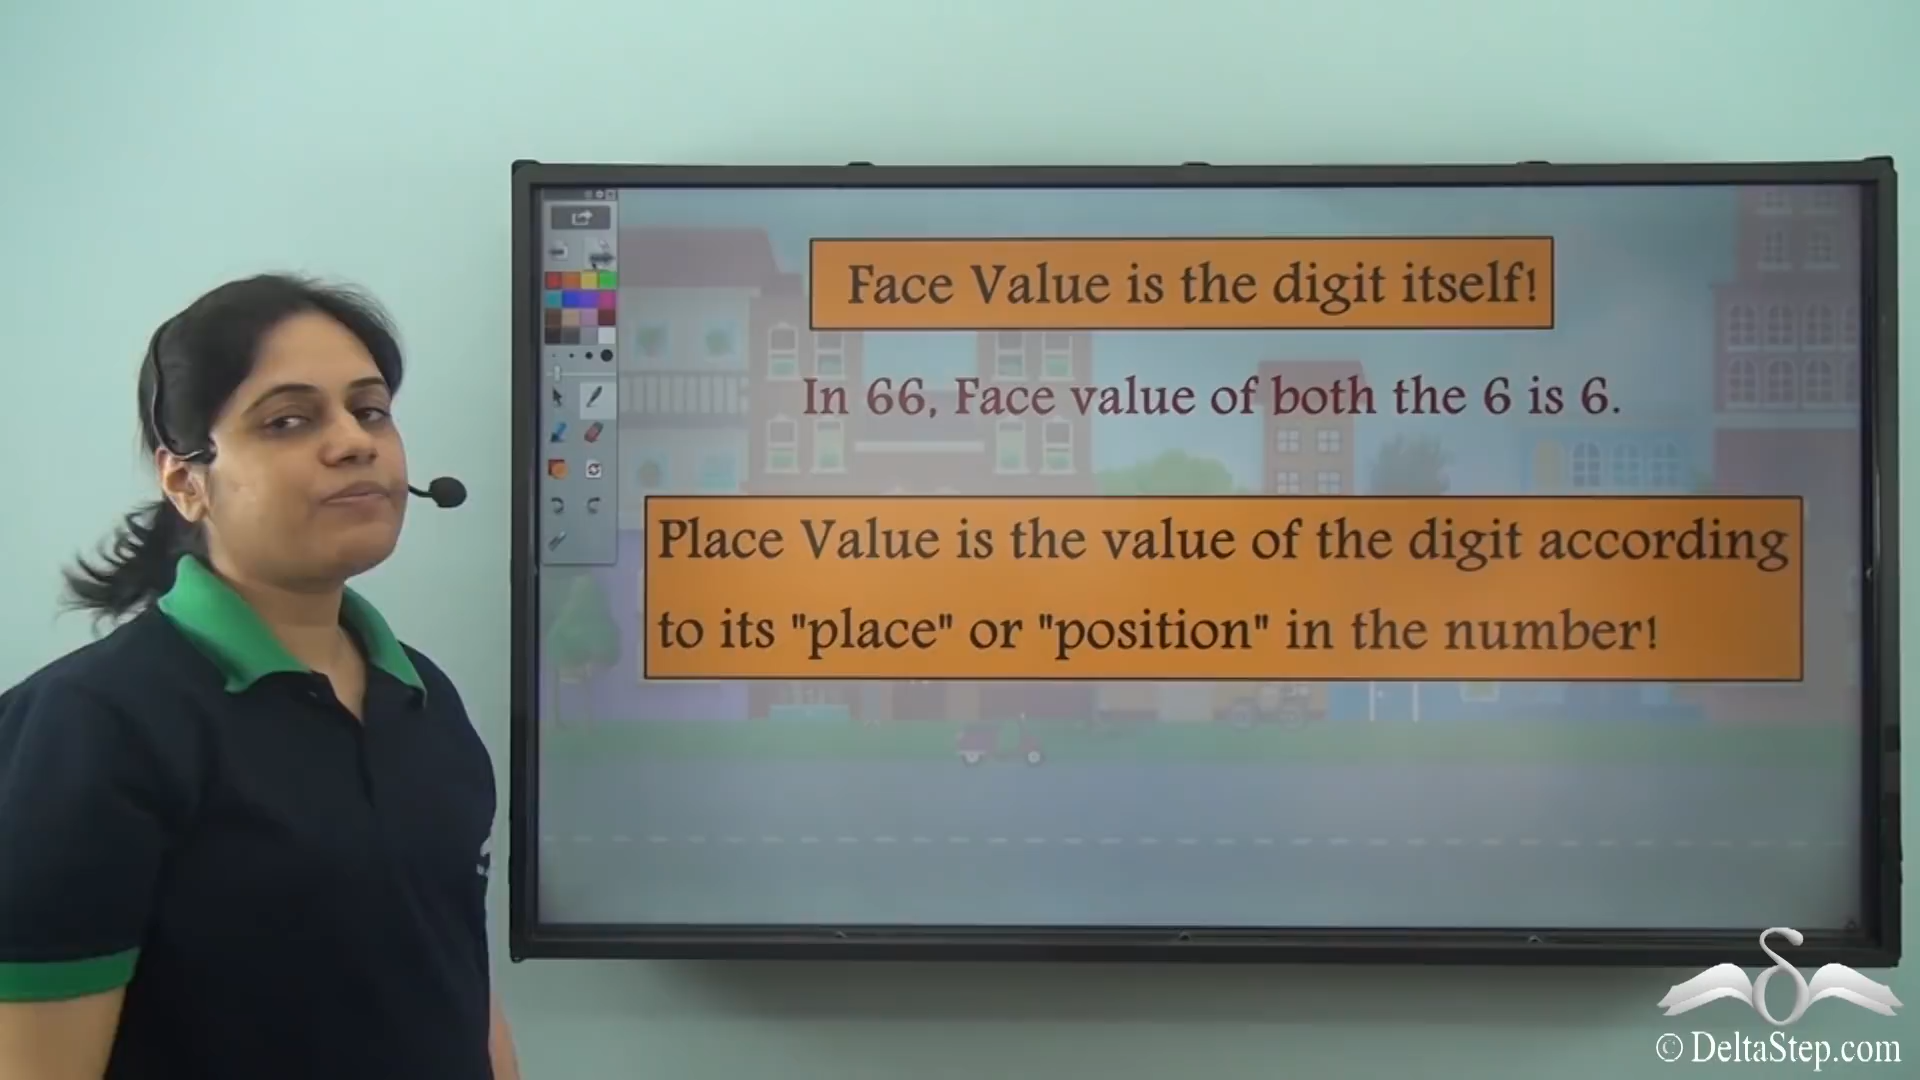 Face Value is the digit itself!
In 66, Face value of both the 6 is 6.
Place Value is the value of the digit according
to its "place" or "position" in the number!
© DeltaStep.com